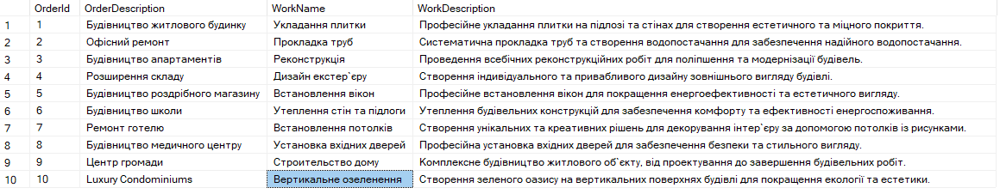 OrderId OrderDescription WorkName WorkDescription
1 1 Будівництво житлового будинку Укладання плитки Професійне укладання плитки на підлозі та стінах для створення естетичного та міцного покриття.
2 2 Офісний ремонт Прокладка труб Систематична прокладка труб та створення водопостачання для забезпечення надійного водопостачання.
3 3 Будівництво апартаментів Реконструкція Проведення всебічних реконструкційних робіт для поліпшення та модернізації будівель.
4 4 Розширення складу Дизайн екстер`єру Створення індивідуального та привабливого дизайну зовнішнього вигляду будівлі.
5 5 Будівництво роздрібного магазину Встановлення вікон Професійне встановлення вікон для покращення енергоефективності та естетичного вигляду.
6 6 Будівництво школи Утеплення стін та підлоги Утеплення будівельних конструкцій для забезпечення комфорту та ефективності енергоспоживання.
7 7 Ремонт готелю Встановлення потолків Створення унікальних та креативних рішень для декорування інтер`єру за допомогою потолків із рисунками.
8 8 Будівництво медичного центру Установка вхідних дверей Професійна установка вхідних дверей для забезпечення безпеки та стильного вигляду.
9 9 Центр громади Строительство дому Комплексне будівництво житлового об`єкту, від проектування до завершення будівельних робіт.
10 10 Luxury Condominiums Вертикальне озеленення Створення зеленого оазису на вертикальних поверхнях будівлі для покращення екології та естетики.